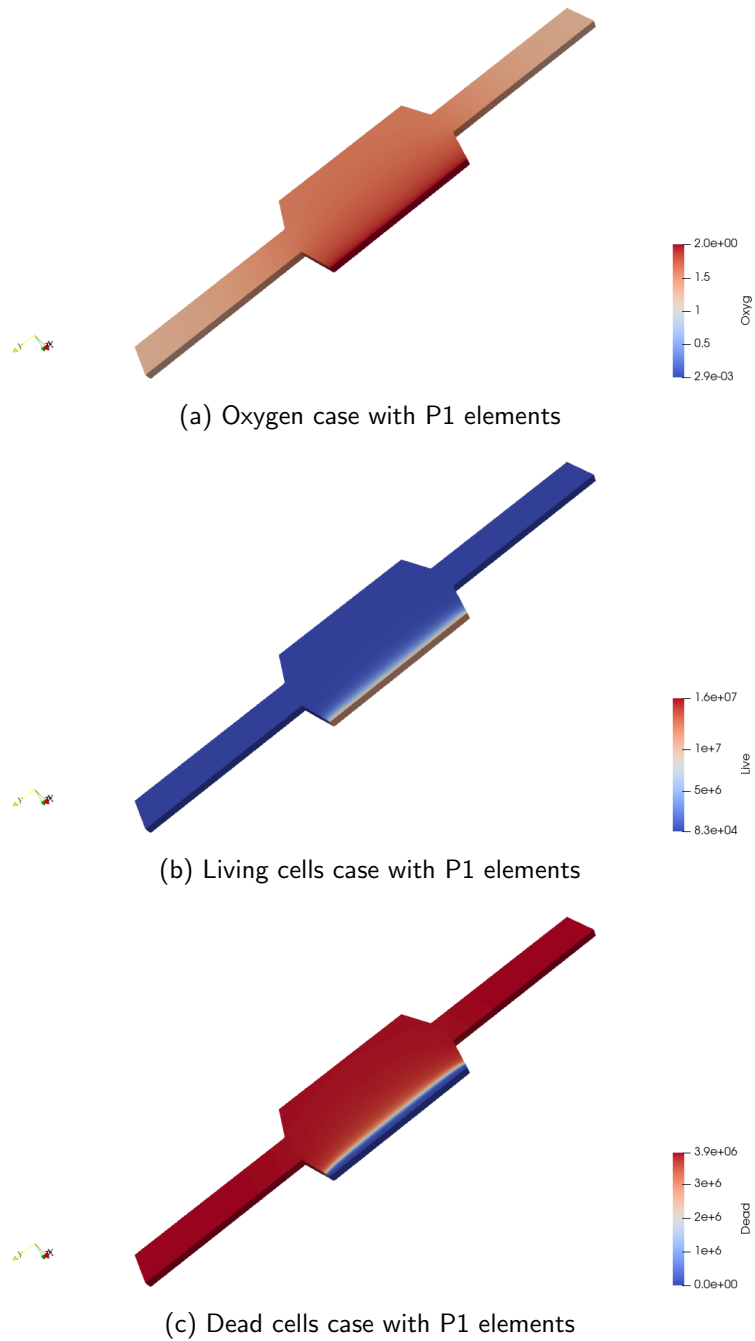 2.0e+00
1.5
1
0.5
2.9e-03
Oxyg
Y
X
(a) Oxygen case with P1 elements
1.6e+07
1e+7
5e+6
8.3e+04
Live
Y
X
(b) Living cells case with P1 elements
3.9e+06
3e+6
2e+6
1e+6
0.0e+00
Dead
Y
X
(c) Dead cells case with P1 elements